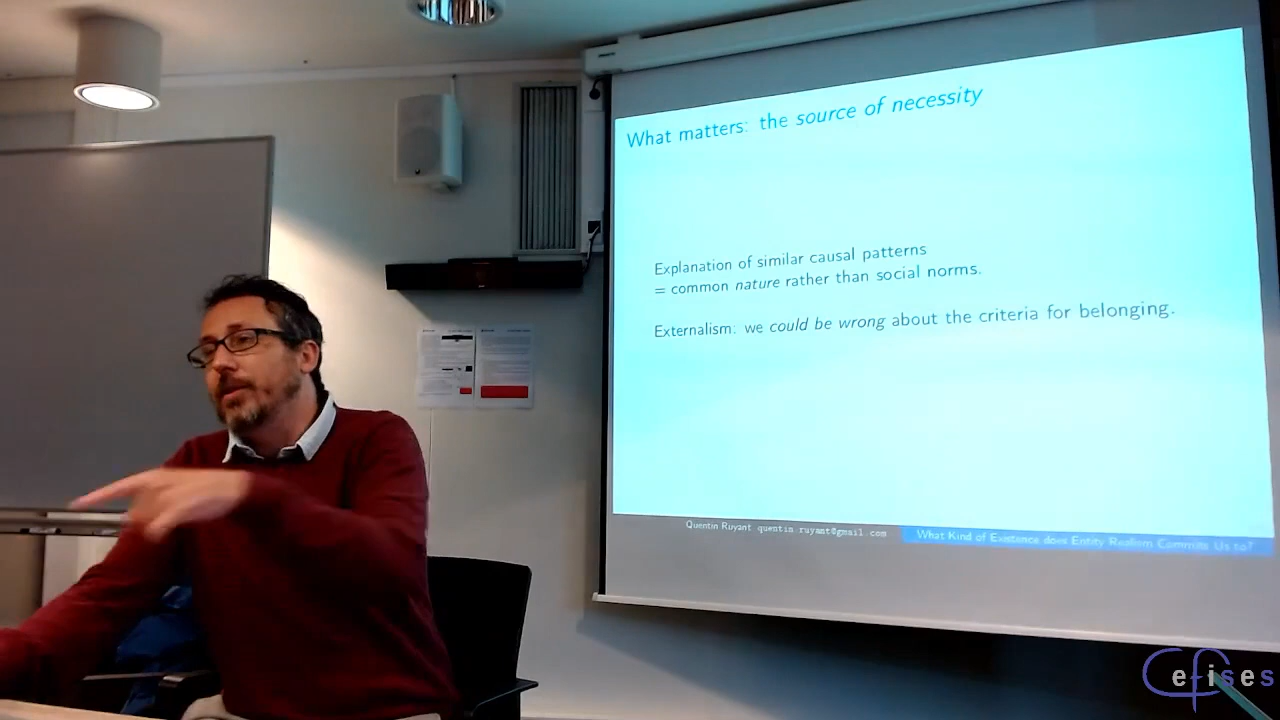 What matters: the source of necessity
Explanation of similar causal patterns
= common nature rather than social norms.
Externalism: we could be wrong about the criteria for belonging.
Quentin Ruyant quentin.ruyant@gmail.com
What Kind of Existence does Entity Realism Commits Us to?
Cefises